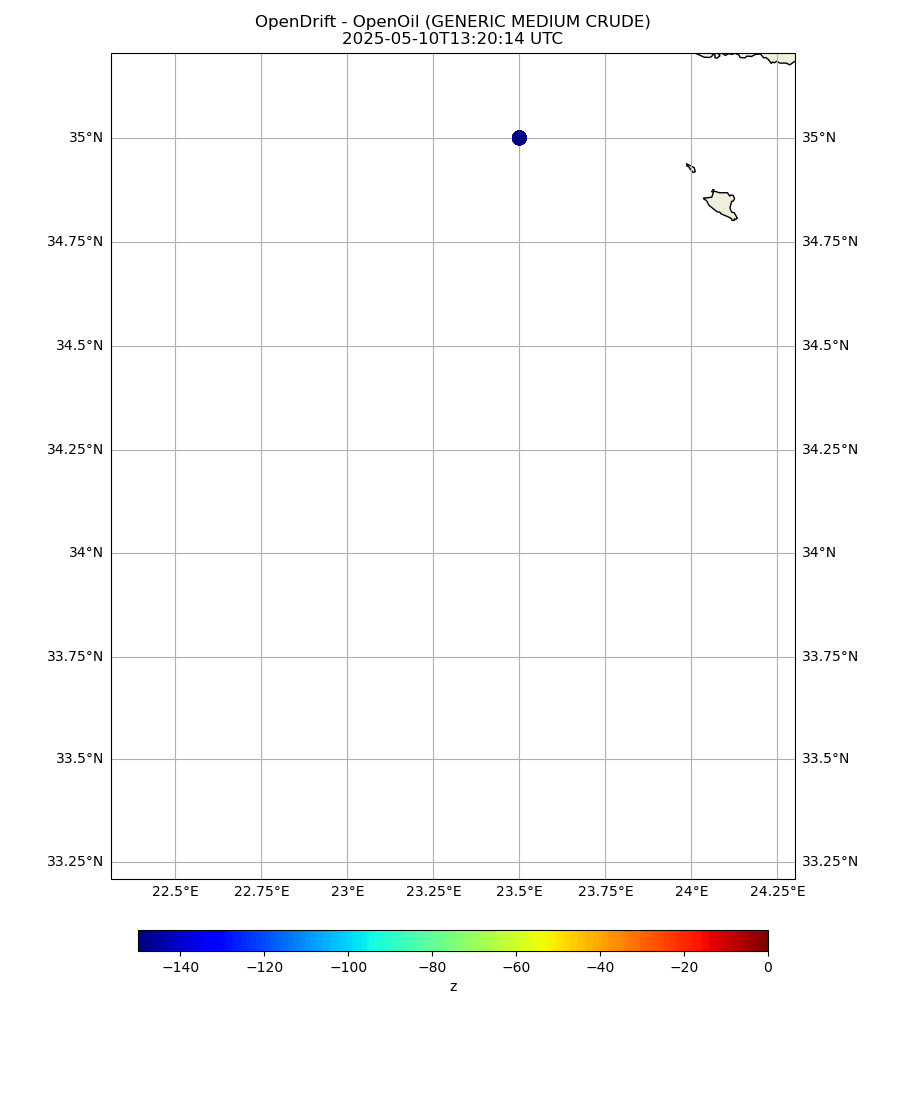 OpenDrift - OpenOil (GENERIC MEDIUM CRUDE)
2025-05-10T13:20:14 UTC
35°N 35°N
34.75°N 34.75°N
34.5°N 34.5°N
34.25°N 34.25°N
34°N 34°N
33.75°N 33.75°N
33.5°N 33.5°N
33.25°N 33.25°N
22.5°E 22.75°E 23°E 23.25°E 23.5°E 23.75°E 24°E 24.25°E
−140 −120 −100 −80 −60 −40 −20 0
z